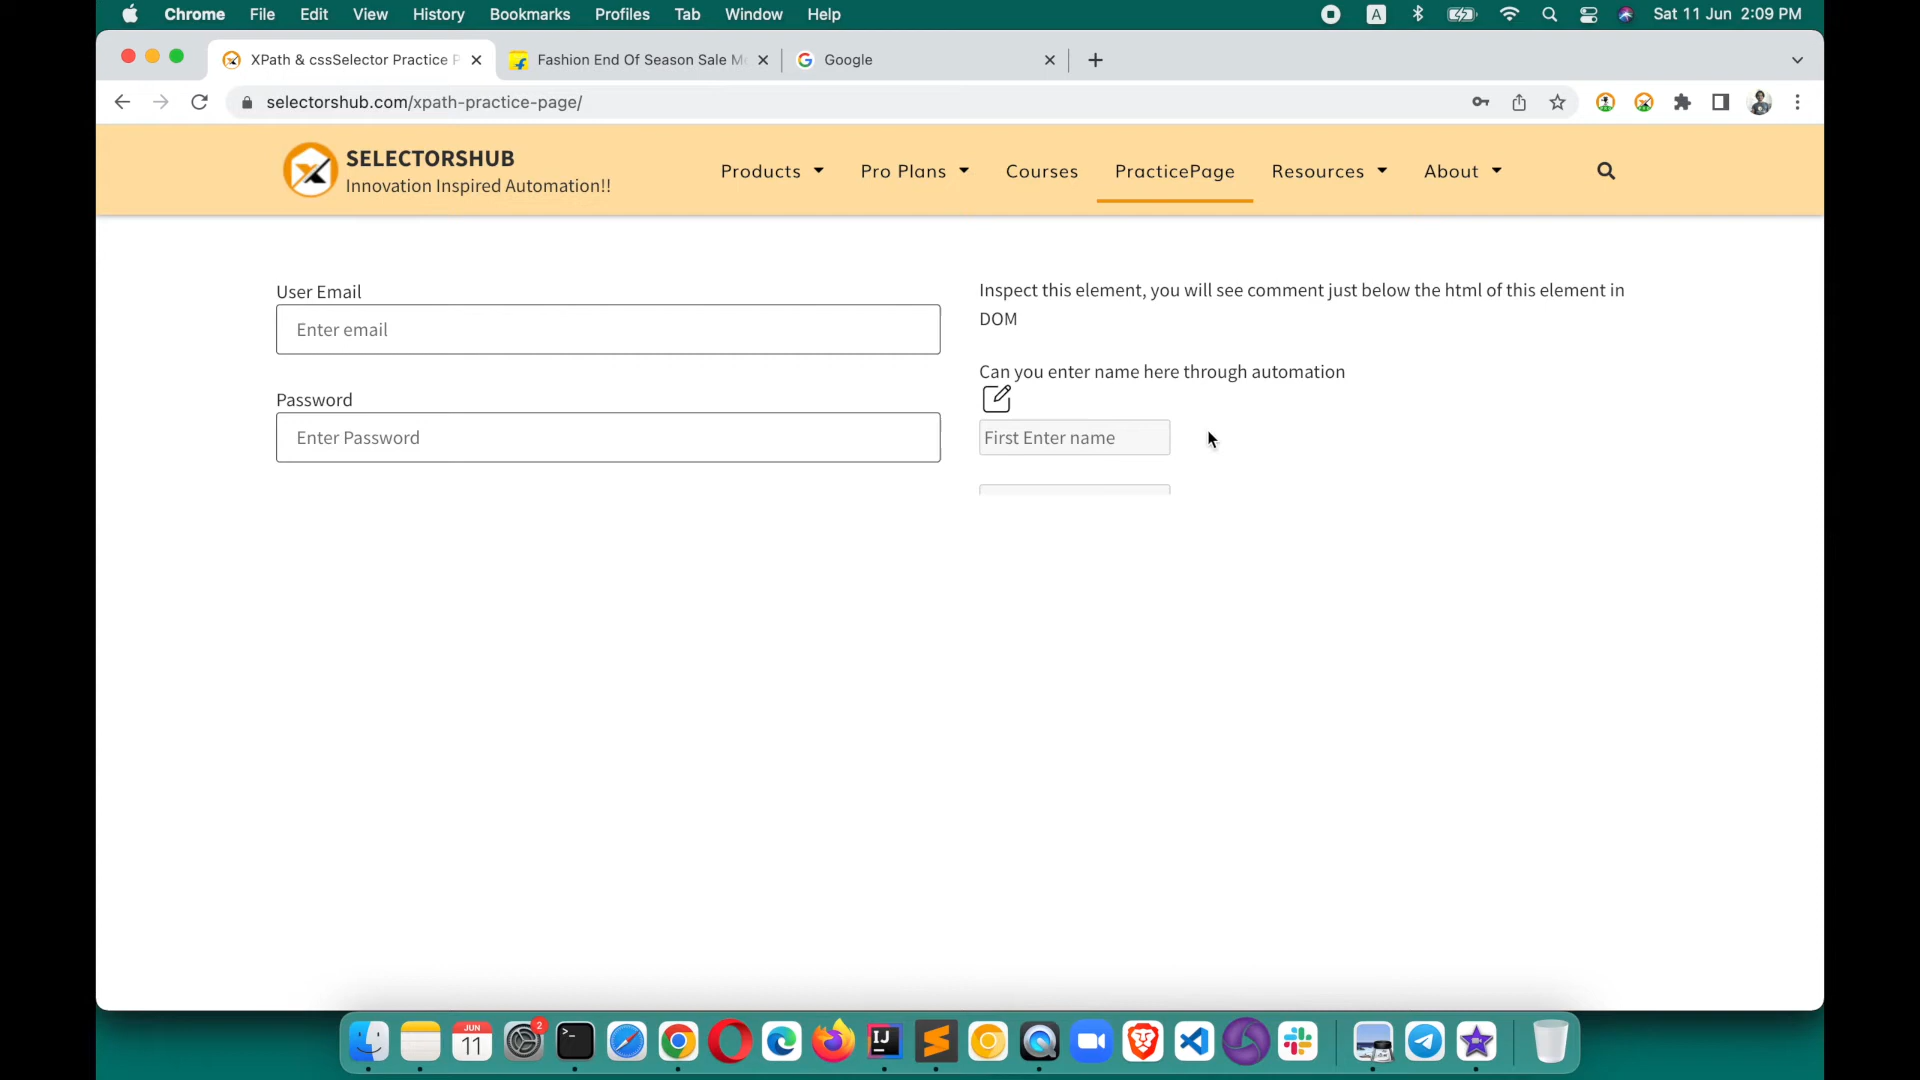 Chrome File Edit View History Bookmarks Profiles Tab Window Help
A
Sat 11 Jun 2:09 PM
XPath & cssSelector Practice P
Fashion End Of Season Sale M
Google
selectorshub.com/xpath-practice-page/
SELECTORSHUB
Innovation Inspired Automation!!
Products
Pro Plans
Courses
PracticePage
Resources
About
User Email
Enter email
Password
Enter Password
Inspect this element, you will see comment just below the html of this element in
DOM
Can you enter name here through automation
First Enter name
JUN
11
2
IJ